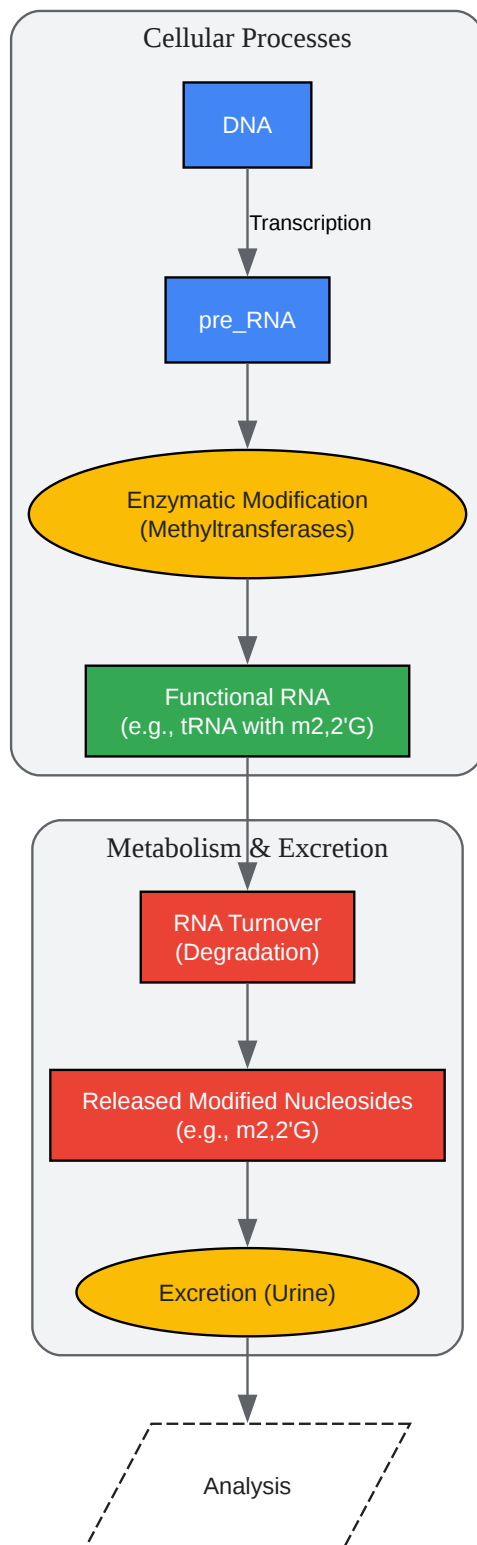 Cellular Processes
DNA
Transcription
pre_RNA
Enzymatic Modification
(Methyltransferases)
Functional RNA
(e.g., tRNA with m2,2'G)
Metabolism & Excretion
RNA Turnover
(Degradation)
Released Modified Nucleosides
(e.g., m2,2'G)
Excretion (Urine)
Analysis